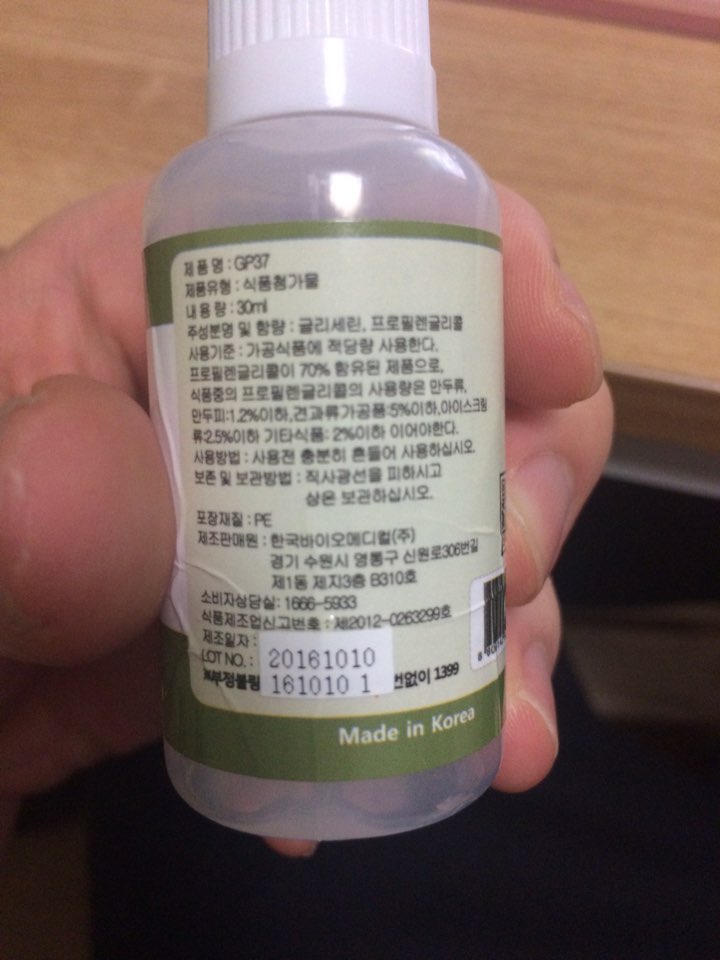 제 품 명 : GP37
제품유형 : 식품첨가물
내 용 량 : 30ml
주성분명 및 함량 : 글리세린, 프로필렌글리콜
사용기준 : 가공식품에 적당량 사용한다.
프로필렌글리콜이 70% 함유된 제품으로,
식품중의 프로필렌글리콜의 사용량은 만두류,
만두피:1.2%이하,견과류가공품:5%이하,아이스크림
류:2.5%이하 기타식품: 2%이하 이어야한다.
사용방법 : 사용전 충분히 흔들어 사용하십시오.
보존 및 보관방법 : 직사광선을 피하시고
상온 보관하십시오.
포장재질 : PE
제조판매원 : 한국바이오메디컬(주)
경기 수원시 영통구 신원로306번길
제1동 제지3층 B310호
소비자상담실: 1666-5933
식품제조업신고번호 : 제2012-0263299호
제조일자 :
LOT NO. : 20161010
※부정불량 161010 1 번없이 1399
Made in Korea